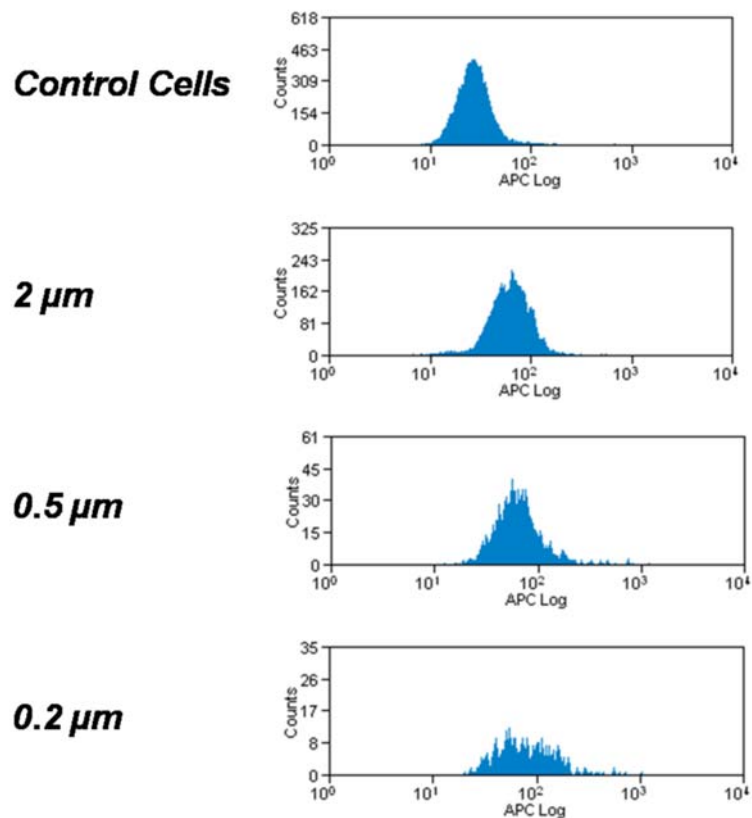 Control Cells
618
463
309
154
0
Counts
10⁰ 10¹ 10² 10³ 10⁴
APC Log
2 µm
325
243
162
81
0
Counts
10⁰ 10¹ 10² 10³ 10⁴
APC Log
0.5 µm
61
45
30
15
0
Counts
10⁰ 10¹ 10² 10³ 10⁴
APC Log
0.2 µm
35
26
17
8
0
Counts
10⁰ 10¹ 10² 10³ 10⁴
APC Log